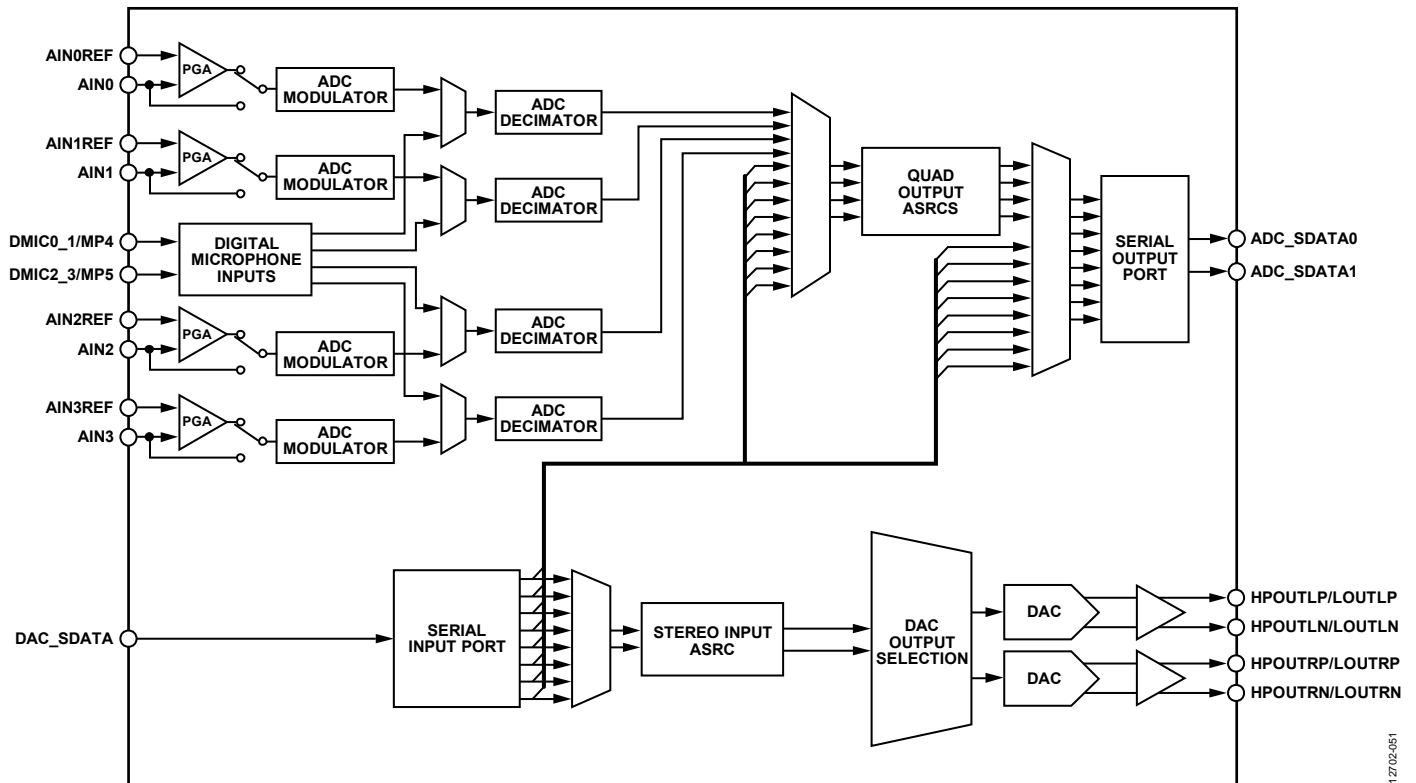 AIN0REF
AIN0
PGA
ADC
MODULATOR
ADC
DECIMATOR
AIN1REF
AIN1
PGA
ADC
MODULATOR
ADC
DECIMATOR
QUAD
OUTPUT
ASRCS
SERIAL
OUTPUT
PORT
ADC_SDATA0
ADC_SDATA1
DMIC0_1/MP4
DMIC2_3/MP5
DIGITAL
MICROPHONE
INPUTS
AIN2REF
AIN2
PGA
ADC
MODULATOR
ADC
DECIMATOR
AIN3REF
AIN3
PGA
ADC
MODULATOR
ADC
DECIMATOR
DAC_SDATA
SERIAL
INPUT PORT
STEREO INPUT
ASRC
DAC
OUTPUT
SELECTION
DAC
DAC
HPOUTLP/LOUTLP
HPOUTLN/LOUTLN
HPOUTRP/LOUTRP
HPOUTRN/LOUTRN
12702-051